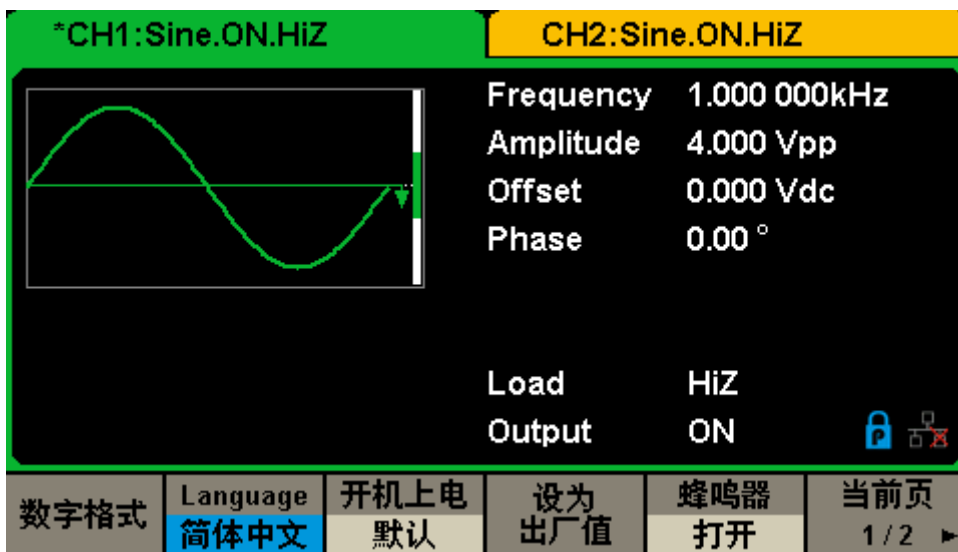 *CH1:Sine.ON.HiZ
CH2:Sine.ON.HiZ
Frequency 1.000 000kHz
Amplitude 4.000 Vpp
Offset 0.000 Vdc
Phase 0.00 °
Load HiZ
Output ON
P
数字格式
Language
简体中文
开机上电
默认
设为
出厂值
蜂鸣器
打开
当前页
1/2 ►